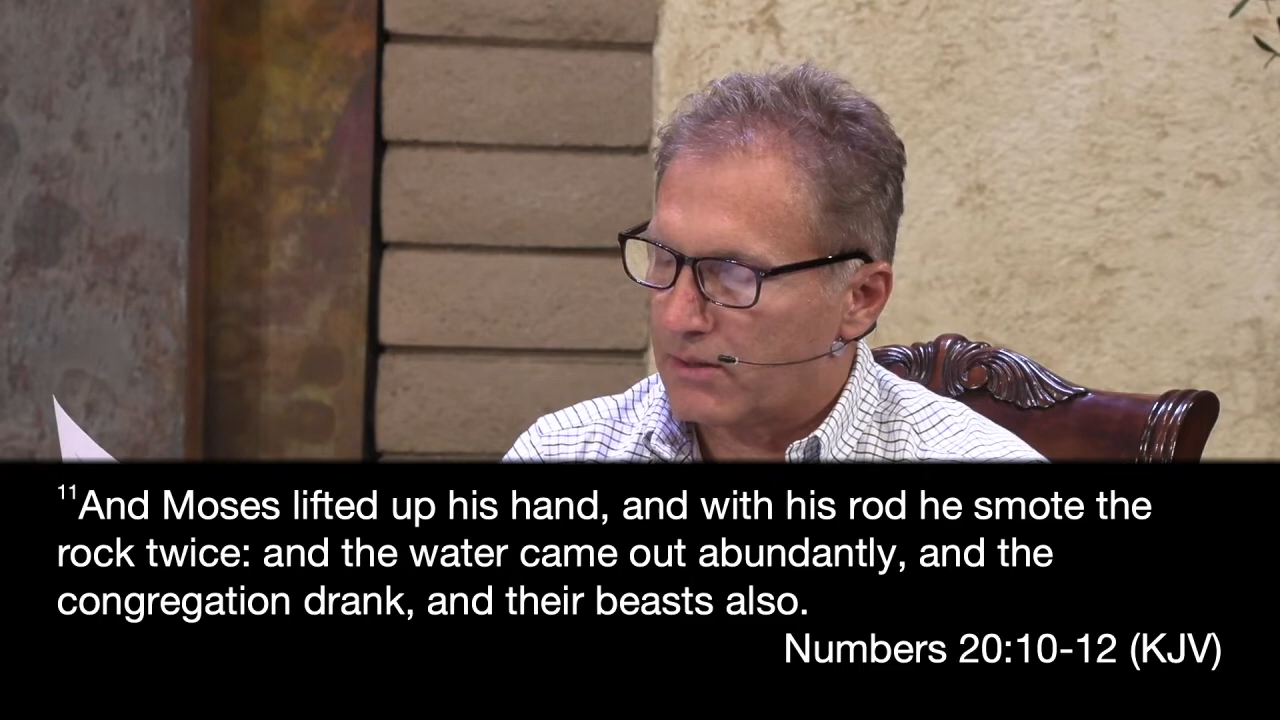 ¹¹And Moses lifted up his hand, and with his rod he smote the
rock twice: and the water came out abundantly, and the
congregation drank, and their beasts also.
Numbers 20:10-12 (KJV)